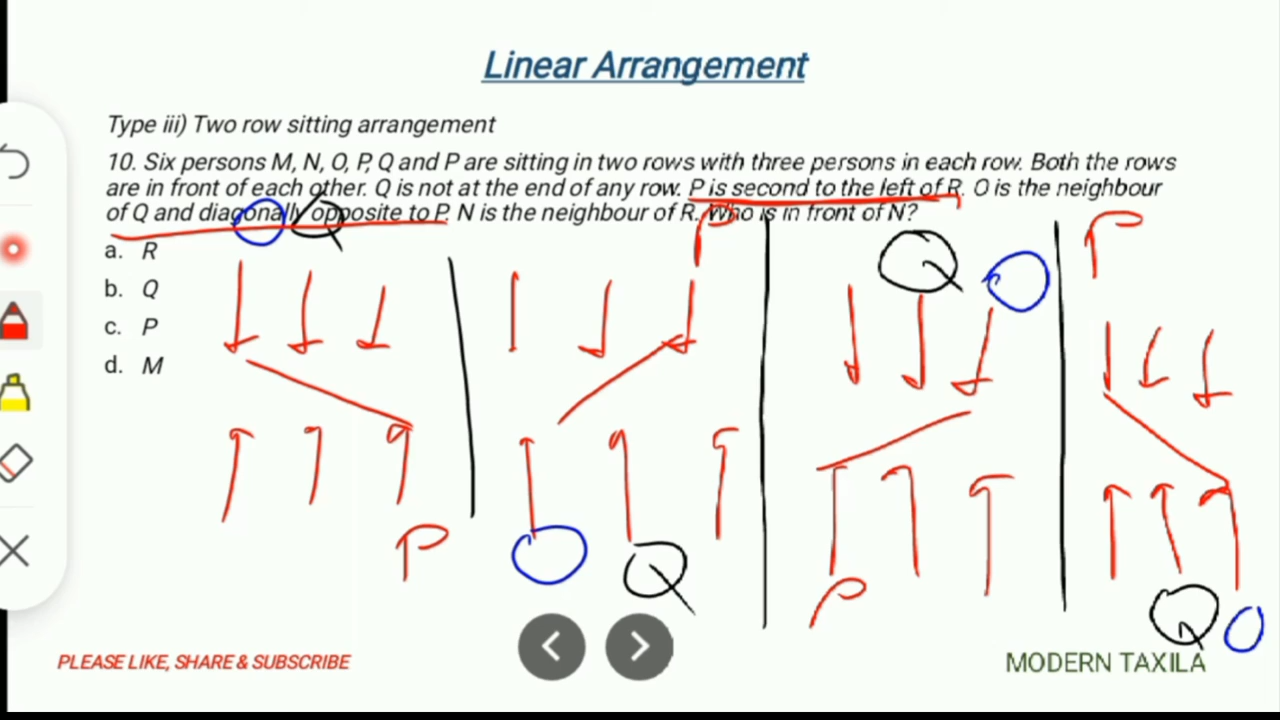 Linear Arrangement
Type iii) Two row sitting arrangement
10. Six persons M, N, O, P, Q and P are sitting in two rows with three persons in each row. Both the rows
are in front of each other. Q is not at the end of any row. P is second to the left of R. O is the neighbour
of Q and diagonally opposite to P. N is the neighbour of R. Who is in front of N?
O Q P Q O P
a. R
b. Q
c. P
d. M
P O Q P Q O
PLEASE LIKE, SHARE & SUBSCRIBE
MODERN TAXILA